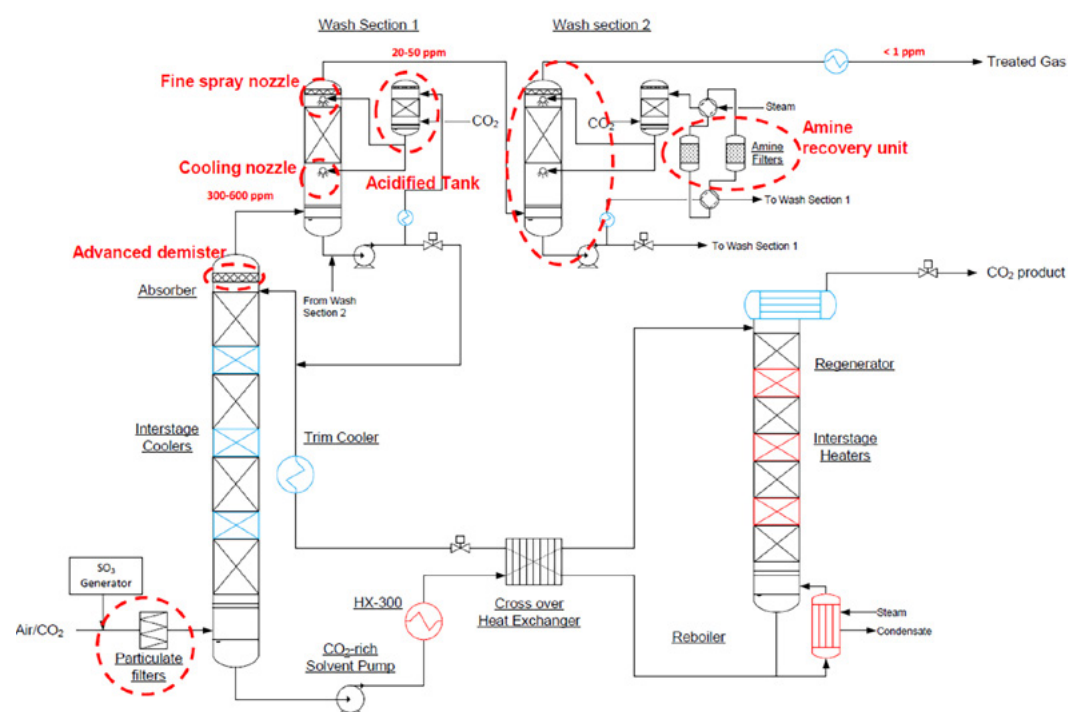 Wash Section 1
Wash section 2
20-50 ppm
< 1 ppm
Treated Gas
Fine spray nozzle
CO₂
CO₂
Steam
Amine
recovery unit
Amine
Filters
Cooling nozzle
Acidified Tank
300-600 ppm
To Wash Section 1
To Wash Section 1
Advanced demister
Absorber
From Wash
Section 2
CO₂ product
Regenerator
Interstage
Coolers
Trim Cooler
Interstage
Heaters
SO₃
Generator
HX-300
Cross over
Heat Exchanger
Air/CO₂
Particulate
filters
CO₂-rich
Solvent Pump
Reboiler
Steam
Condensate